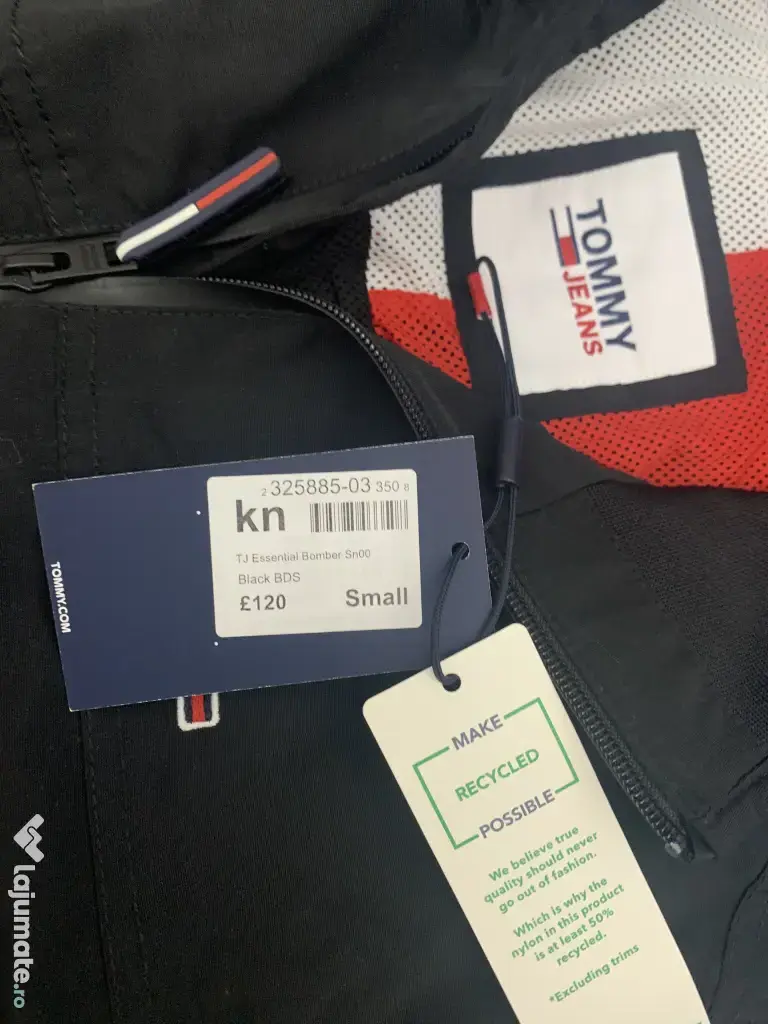 TOMMY
JEANS
2 325885-03 350 8
kn
TJ Essential Bomber Sn00
Black BDS
£120 Small
TOMMY.COM
MAKE
RECYCLED
POSSIBLE
We believe true
quality should never
go out of fashion.
Which is why the
nylon in this product
is at least 50%
recycled.
*Excluding trims
lajumate.ro